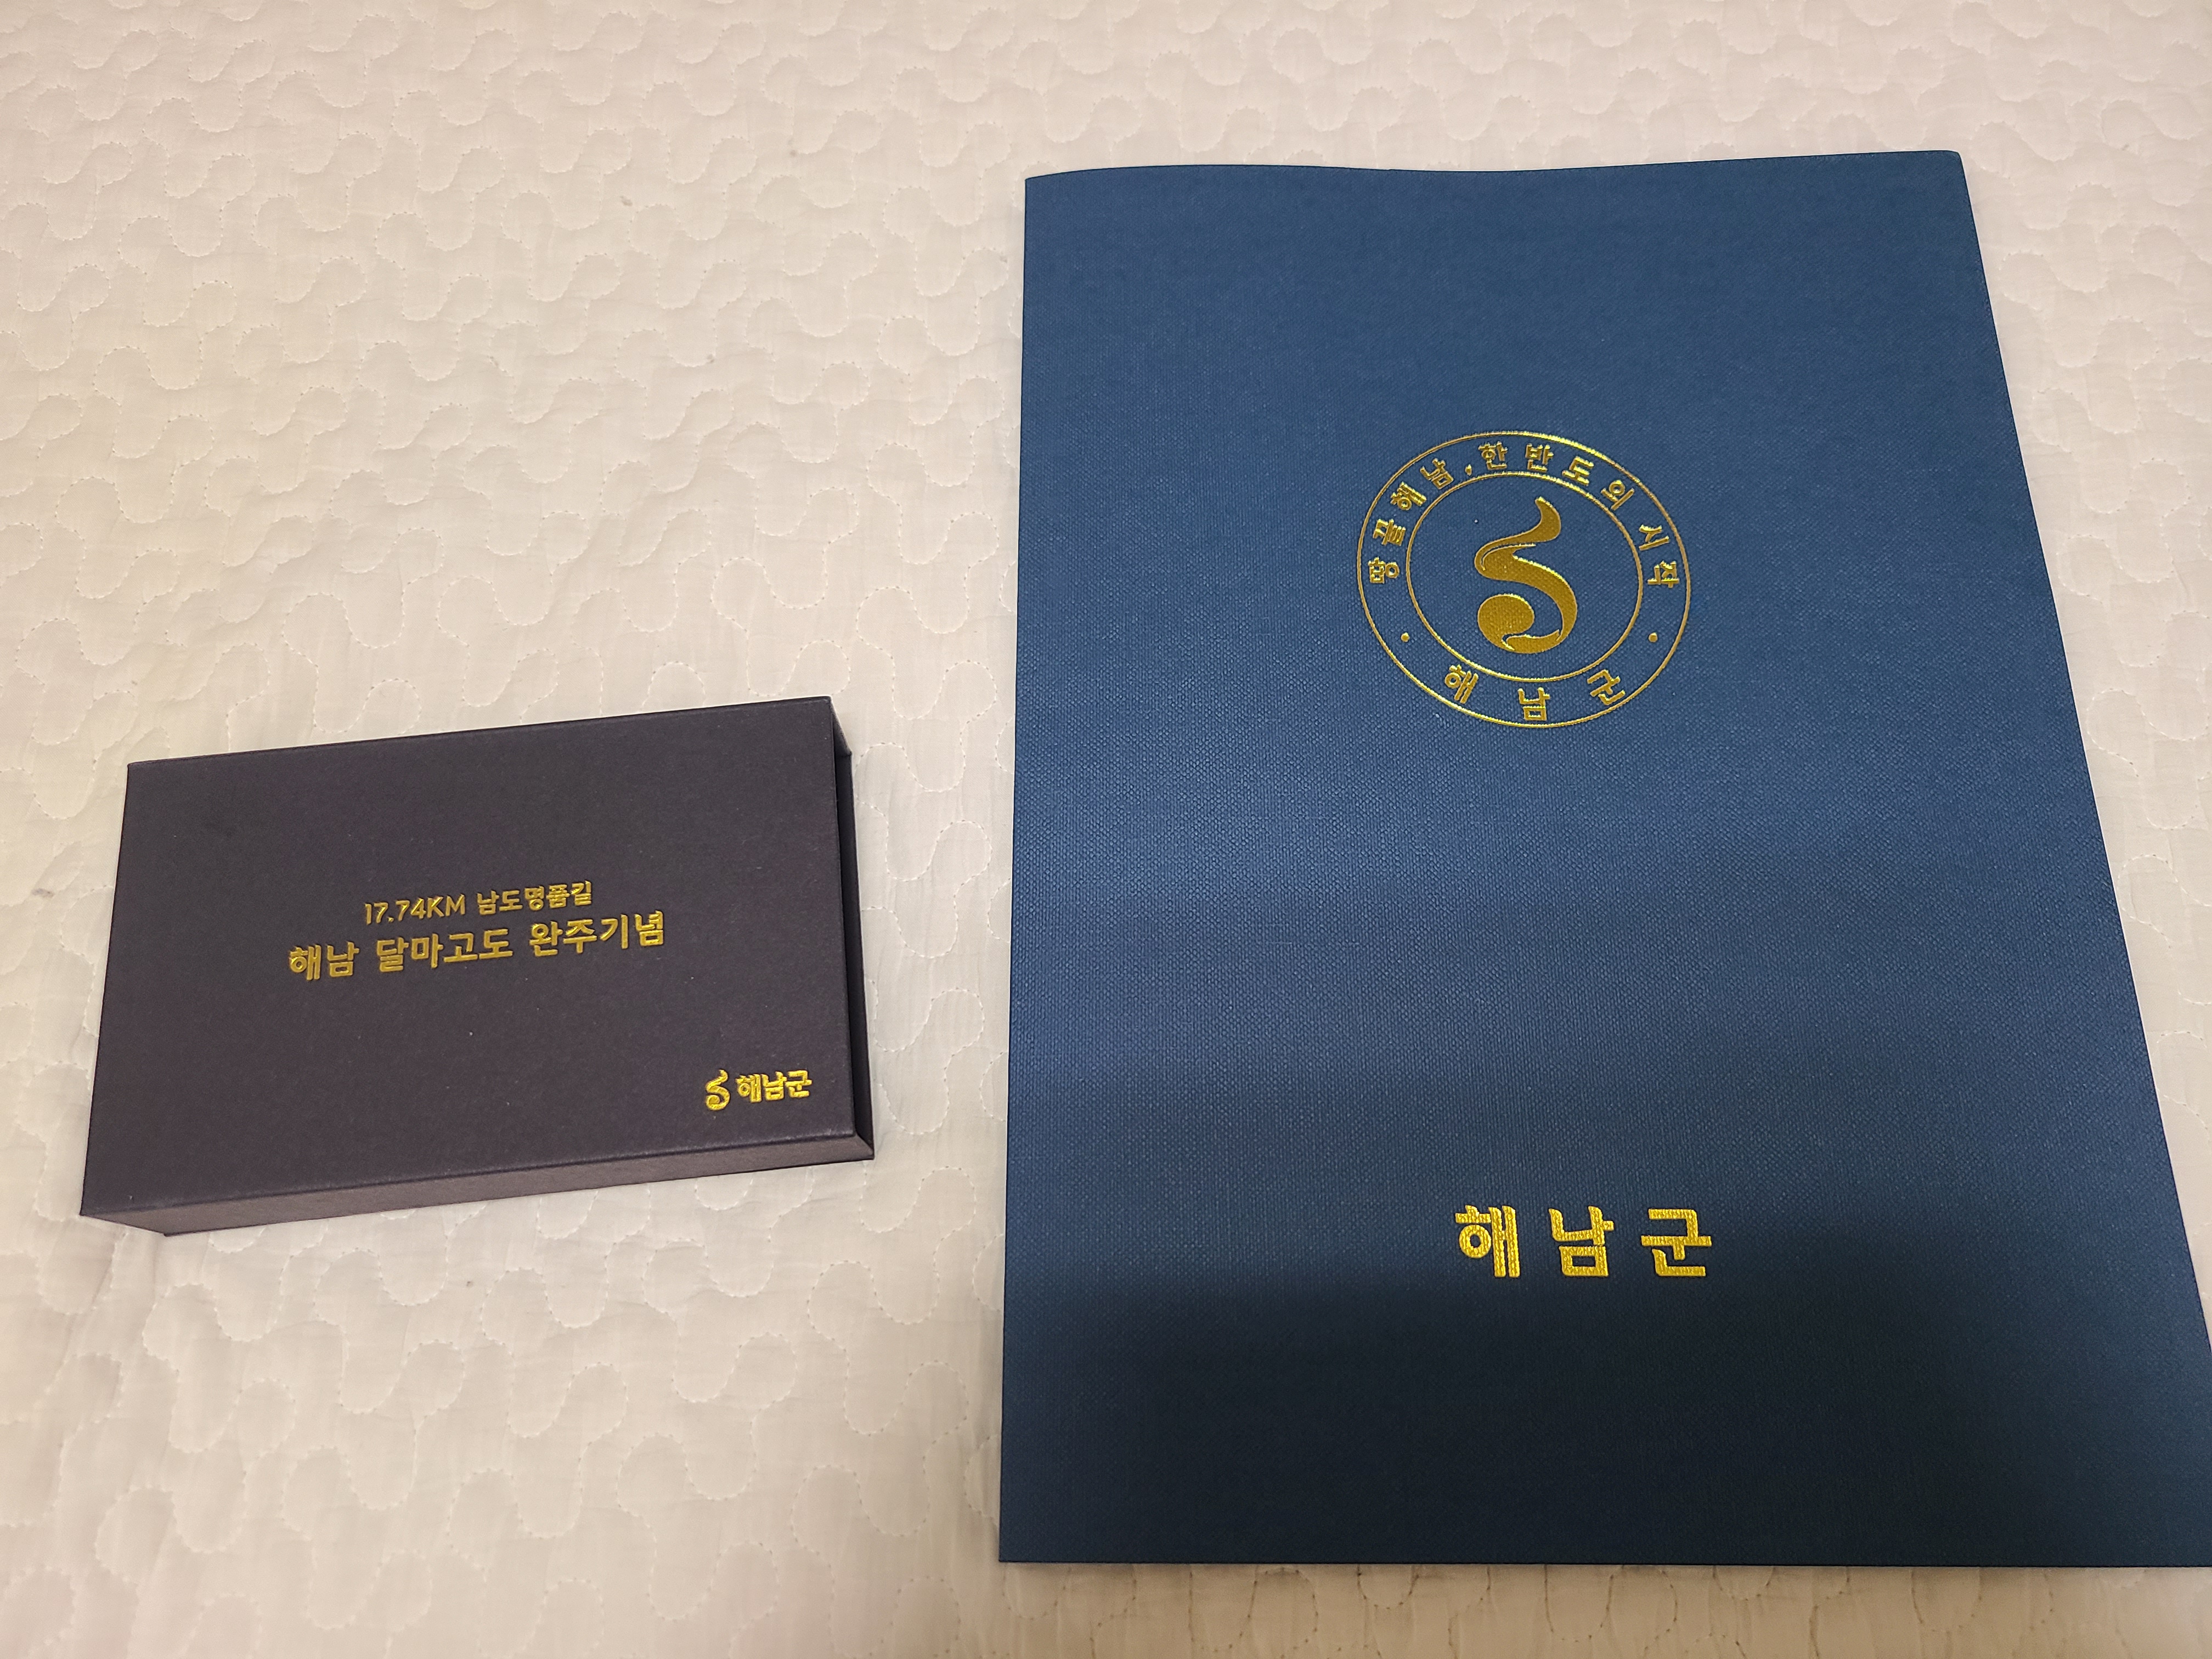 17.74KM 남도명품길
해남 달마고도 완주기념
해남군
땅끝해남, 한반도의 시작
해남군
해남군